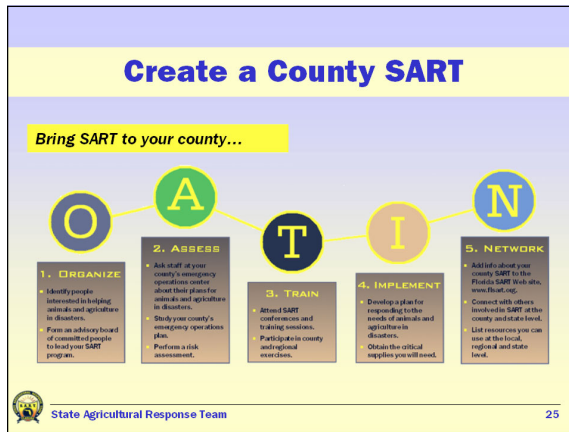 Create a County SART
Bring SART to your county...
O
A
T
I
N
1. ORGANIZE
Identify people
interested in helping
animals and agriculture
in disasters.
Form an advisory board
of committed people
to lead your SART
program.
2. ASSESS
Ask staff at your
county's emergency
operations center
about their plans for
animals and agriculture
in disasters.
Study your county's
emergency operations
plan.
Perform a risk
assessment.
3. TRAIN
Attend SART
conferences and
training sessions.
Participate in county
and regional
exercises.
4. IMPLEMENT
Develop a plan for
responding to the
needs of animals and
agriculture in
disasters.
Obtain the critical
supplies you will need.
5. NETWORK
Add info about your
county SART to the
Florida SART Web site,
www.flsart.org.
Connect with others
involved in SART at the
county and state level.
List resources you can
use at the local,
regional and state
level.
SART
State Agricultural Response Team
25